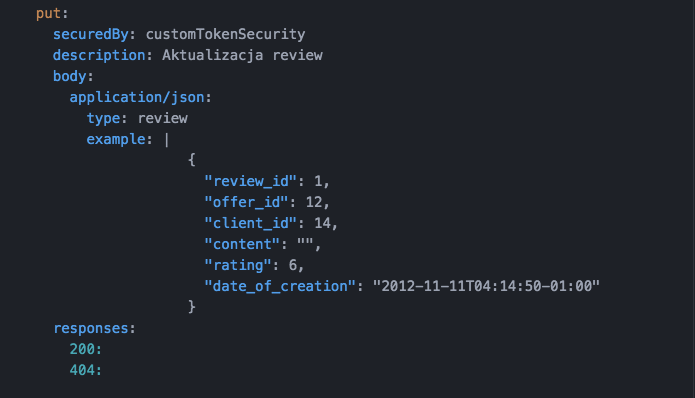 put:
securedBy: customTokenSecurity
description: Aktualizacja review
body:
application/json:
type: review
example: |
{
"review_id": 1,
"offer_id": 12,
"client_id": 14,
"content": "",
"rating": 6,
"date_of_creation": "2012-11-11T04:14:50-01:00"
}
responses:
200:
404: